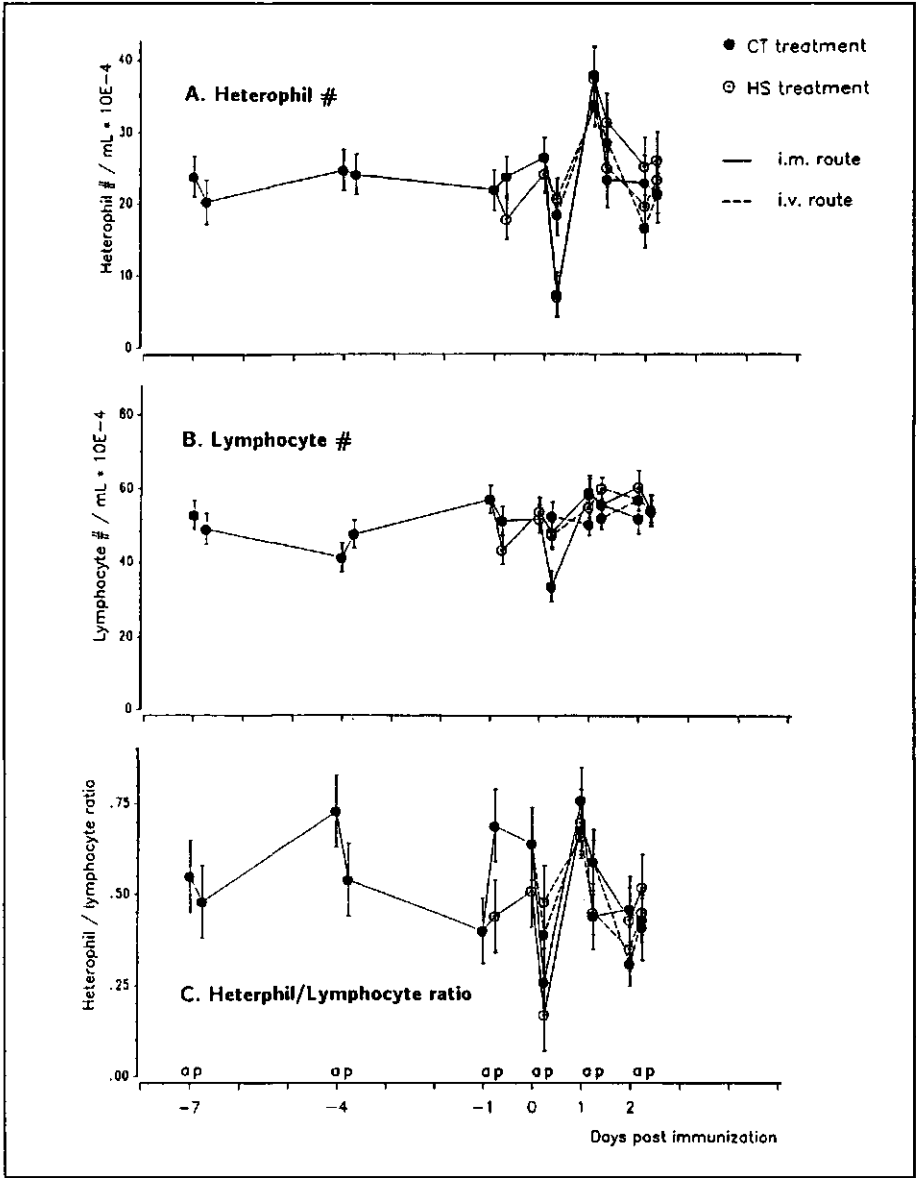 CT treatment
HS treatment
i.m. route
i.v. route
A. Heterophil #
Heterophil # / mL * 10E-4
40
30
20
10
0
B. Lymphocyte #
Lymphocyte # / mL * 10E-4
80
60
40
20
0
C. Heterphil/Lymphocyte ratio
Heterophil / lymphocyte ratio
.75
.50
.25
.00
a p a p a p a p a p a p
-7 -4 -1 0 1 2
Days post immunization